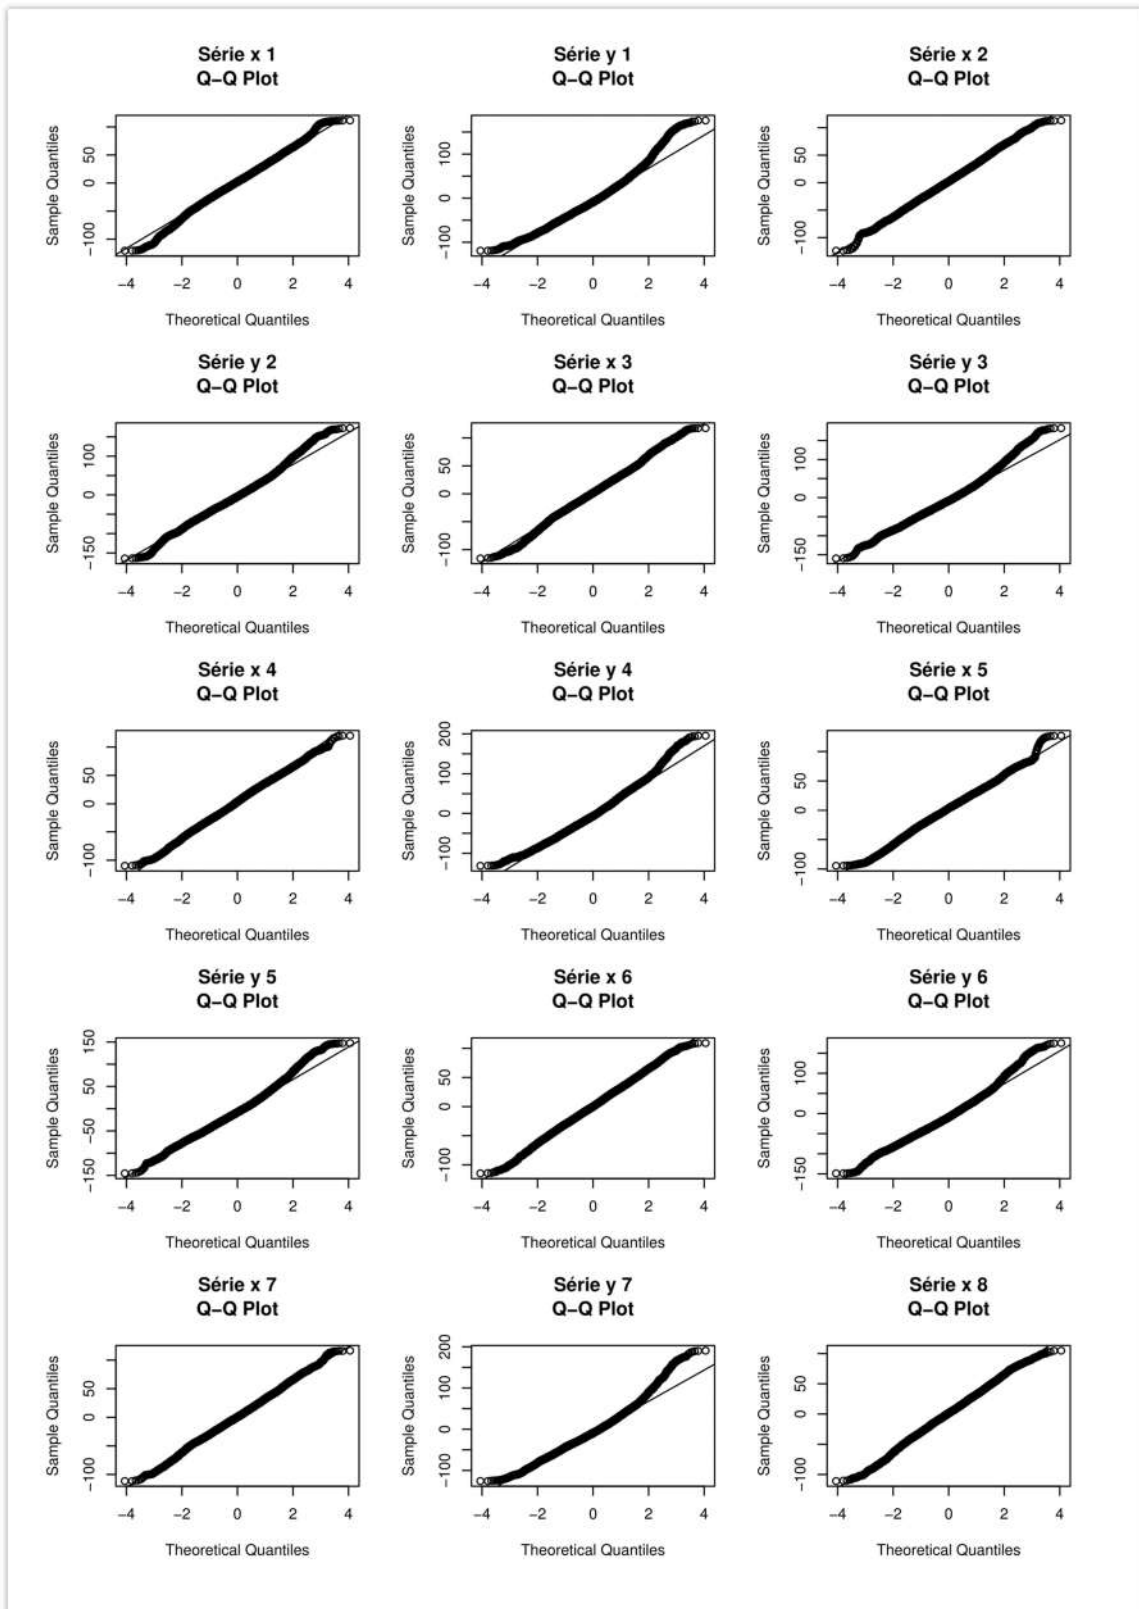 Série x 1
Q−Q Plot
Sample Quantiles
50
0
−100
−4 −2 0 2 4
Theoretical Quantiles
Série y 1
Q−Q Plot
Sample Quantiles
100
0
−100
−4 −2 0 2 4
Theoretical Quantiles
Série x 2
Q−Q Plot
Sample Quantiles
50
0
−100
−4 −2 0 2 4
Theoretical Quantiles
Série y 2
Q−Q Plot
Sample Quantiles
100
0
−150
−4 −2 0 2 4
Theoretical Quantiles
Série x 3
Q−Q Plot
Sample Quantiles
50
0
−100
−4 −2 0 2 4
Theoretical Quantiles
Série y 3
Q−Q Plot
Sample Quantiles
100
0
−150
−4 −2 0 2 4
Theoretical Quantiles
Série x 4
Q−Q Plot
Sample Quantiles
50
0
−100
−4 −2 0 2 4
Theoretical Quantiles
Série y 4
Q−Q Plot
Sample Quantiles
200
100
0
−100
−4 −2 0 2 4
Theoretical Quantiles
Série x 5
Q−Q Plot
Sample Quantiles
50
0
−100
−4 −2 0 2 4
Theoretical Quantiles
Série y 5
Q−Q Plot
Sample Quantiles
150
50
−50
−150
−4 −2 0 2 4
Theoretical Quantiles
Série x 6
Q−Q Plot
Sample Quantiles
50
0
−100
−4 −2 0 2 4
Theoretical Quantiles
Série y 6
Q−Q Plot
Sample Quantiles
100
0
−150
−4 −2 0 2 4
Theoretical Quantiles
Série x 7
Q−Q Plot
Sample Quantiles
50
0
−100
−4 −2 0 2 4
Theoretical Quantiles
Série y 7
Q−Q Plot
Sample Quantiles
200
100
0
−100
−4 −2 0 2 4
Theoretical Quantiles
Série x 8
Q−Q Plot
Sample Quantiles
50
0
−100
−4 −2 0 2 4
Theoretical Quantiles